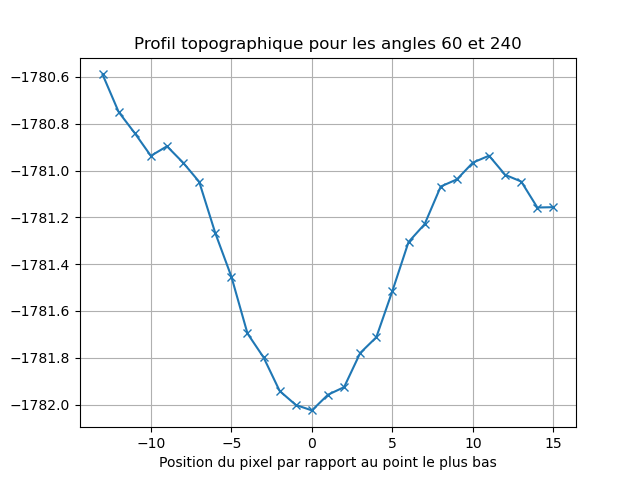 Profil topographique pour les angles 60 et 240
−1780.6
−1780.8
−1781.0
−1781.2
−1781.4
−1781.6
−1781.8
−1782.0
−10 −5 0 5 10 15
Position du pixel par rapport au point le plus bas